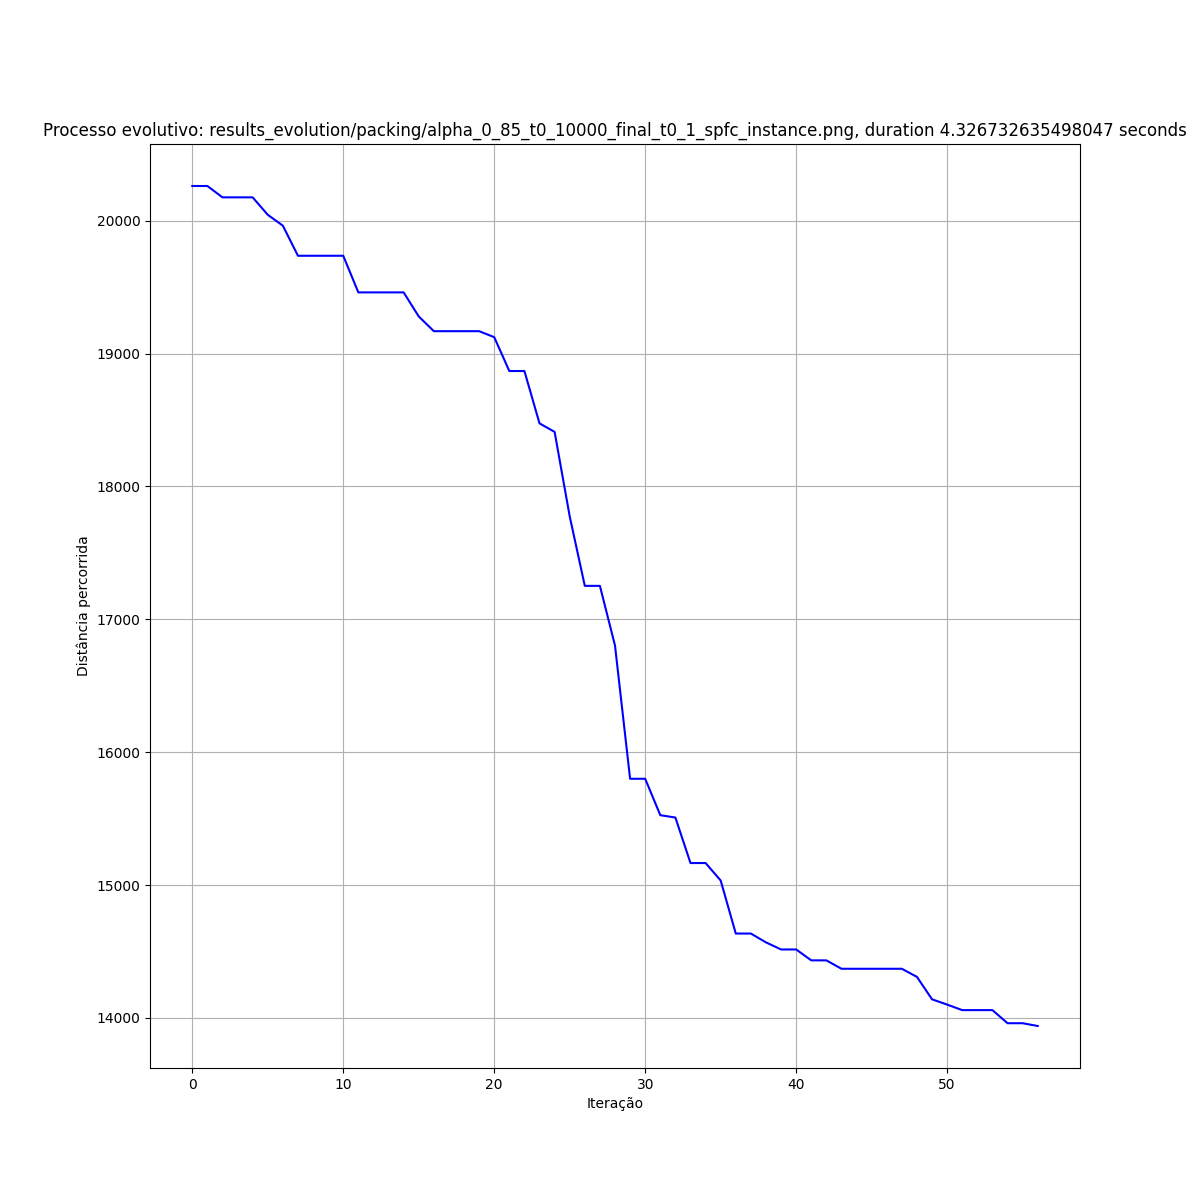 Processo evolutivo: results_evolution/packing/alpha_0_85_t0_10000_final_t0_1_spfc_instance.png, duration 4.326732635498047 seconds
20000
19000
18000
17000
16000
15000
14000
Distância percorrida
0 10 20 30 40 50
Iteração